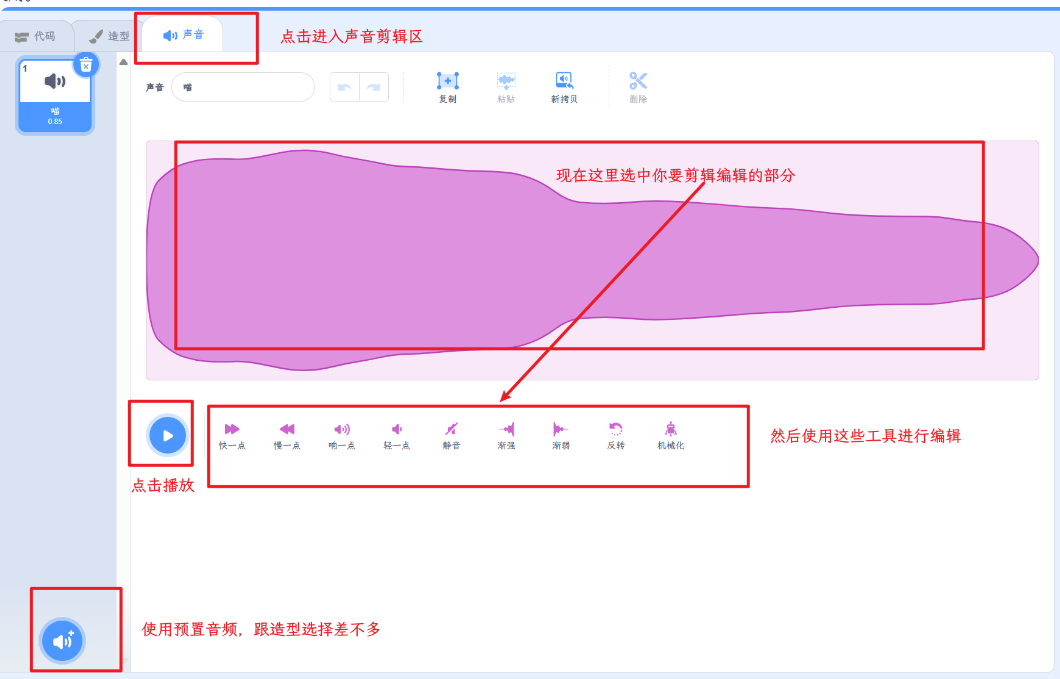 代码
造型
声音
点击进入声音剪辑区
1
喵
0.85
声音
喵
复制
粘贴
新拷贝
删除
现在这里选中你要剪辑编辑的部分
快一点
慢一点
响一点
轻一点
静音
渐强
渐弱
反转
机械化
然后使用这些工具进行编辑
点击播放
使用预置音频，跟造型选择差不多